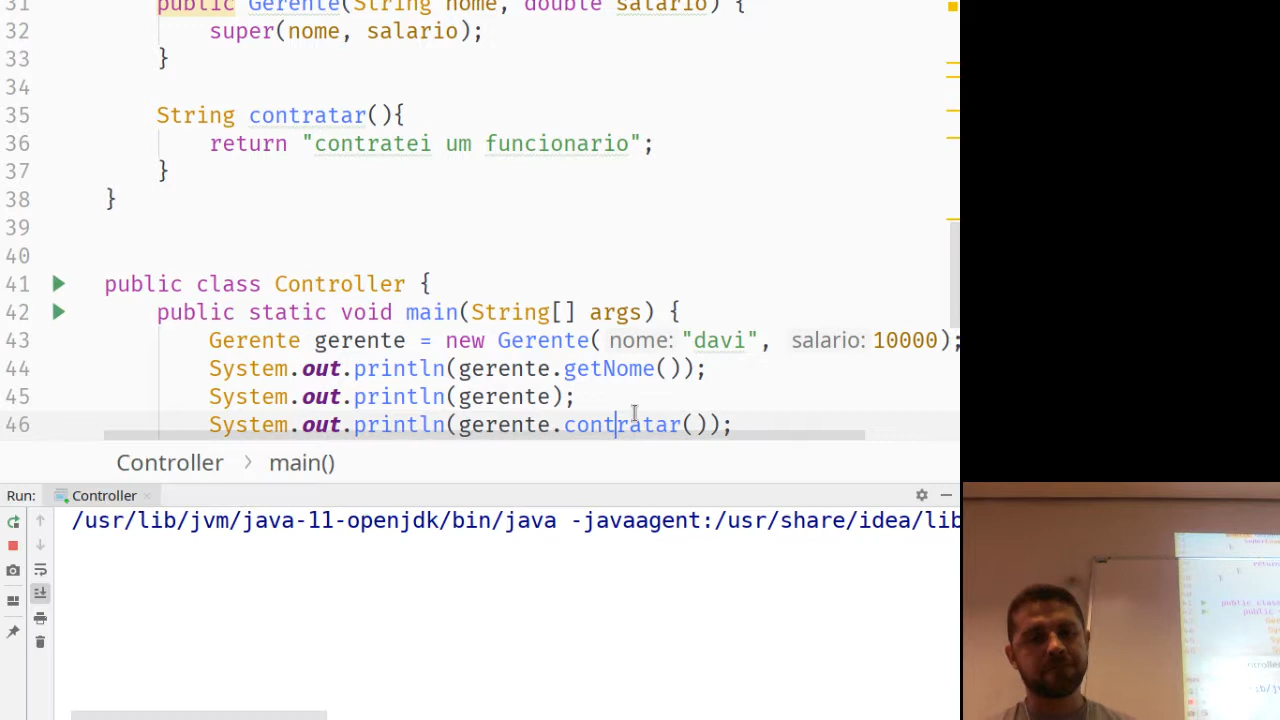 31 public Gerente(String nome, double salario) {
32 super(nome, salario);
33 }
34
35 String contratar(){
36 return "contratei um funcionario";
37 }
38 }
39
40
41 public class Controller {
42 public static void main(String[] args) {
43 Gerente gerente = new Gerente( nome: "davi", salario: 10000);
44 System.out.println(gerente.getNome());
45 System.out.println(gerente);
46 System.out.println(gerente.contratar());
Controller > main()
Run: Controller
/usr/lib/jvm/java-11-openjdk/bin/java -javaagent:/usr/share/idea/lib